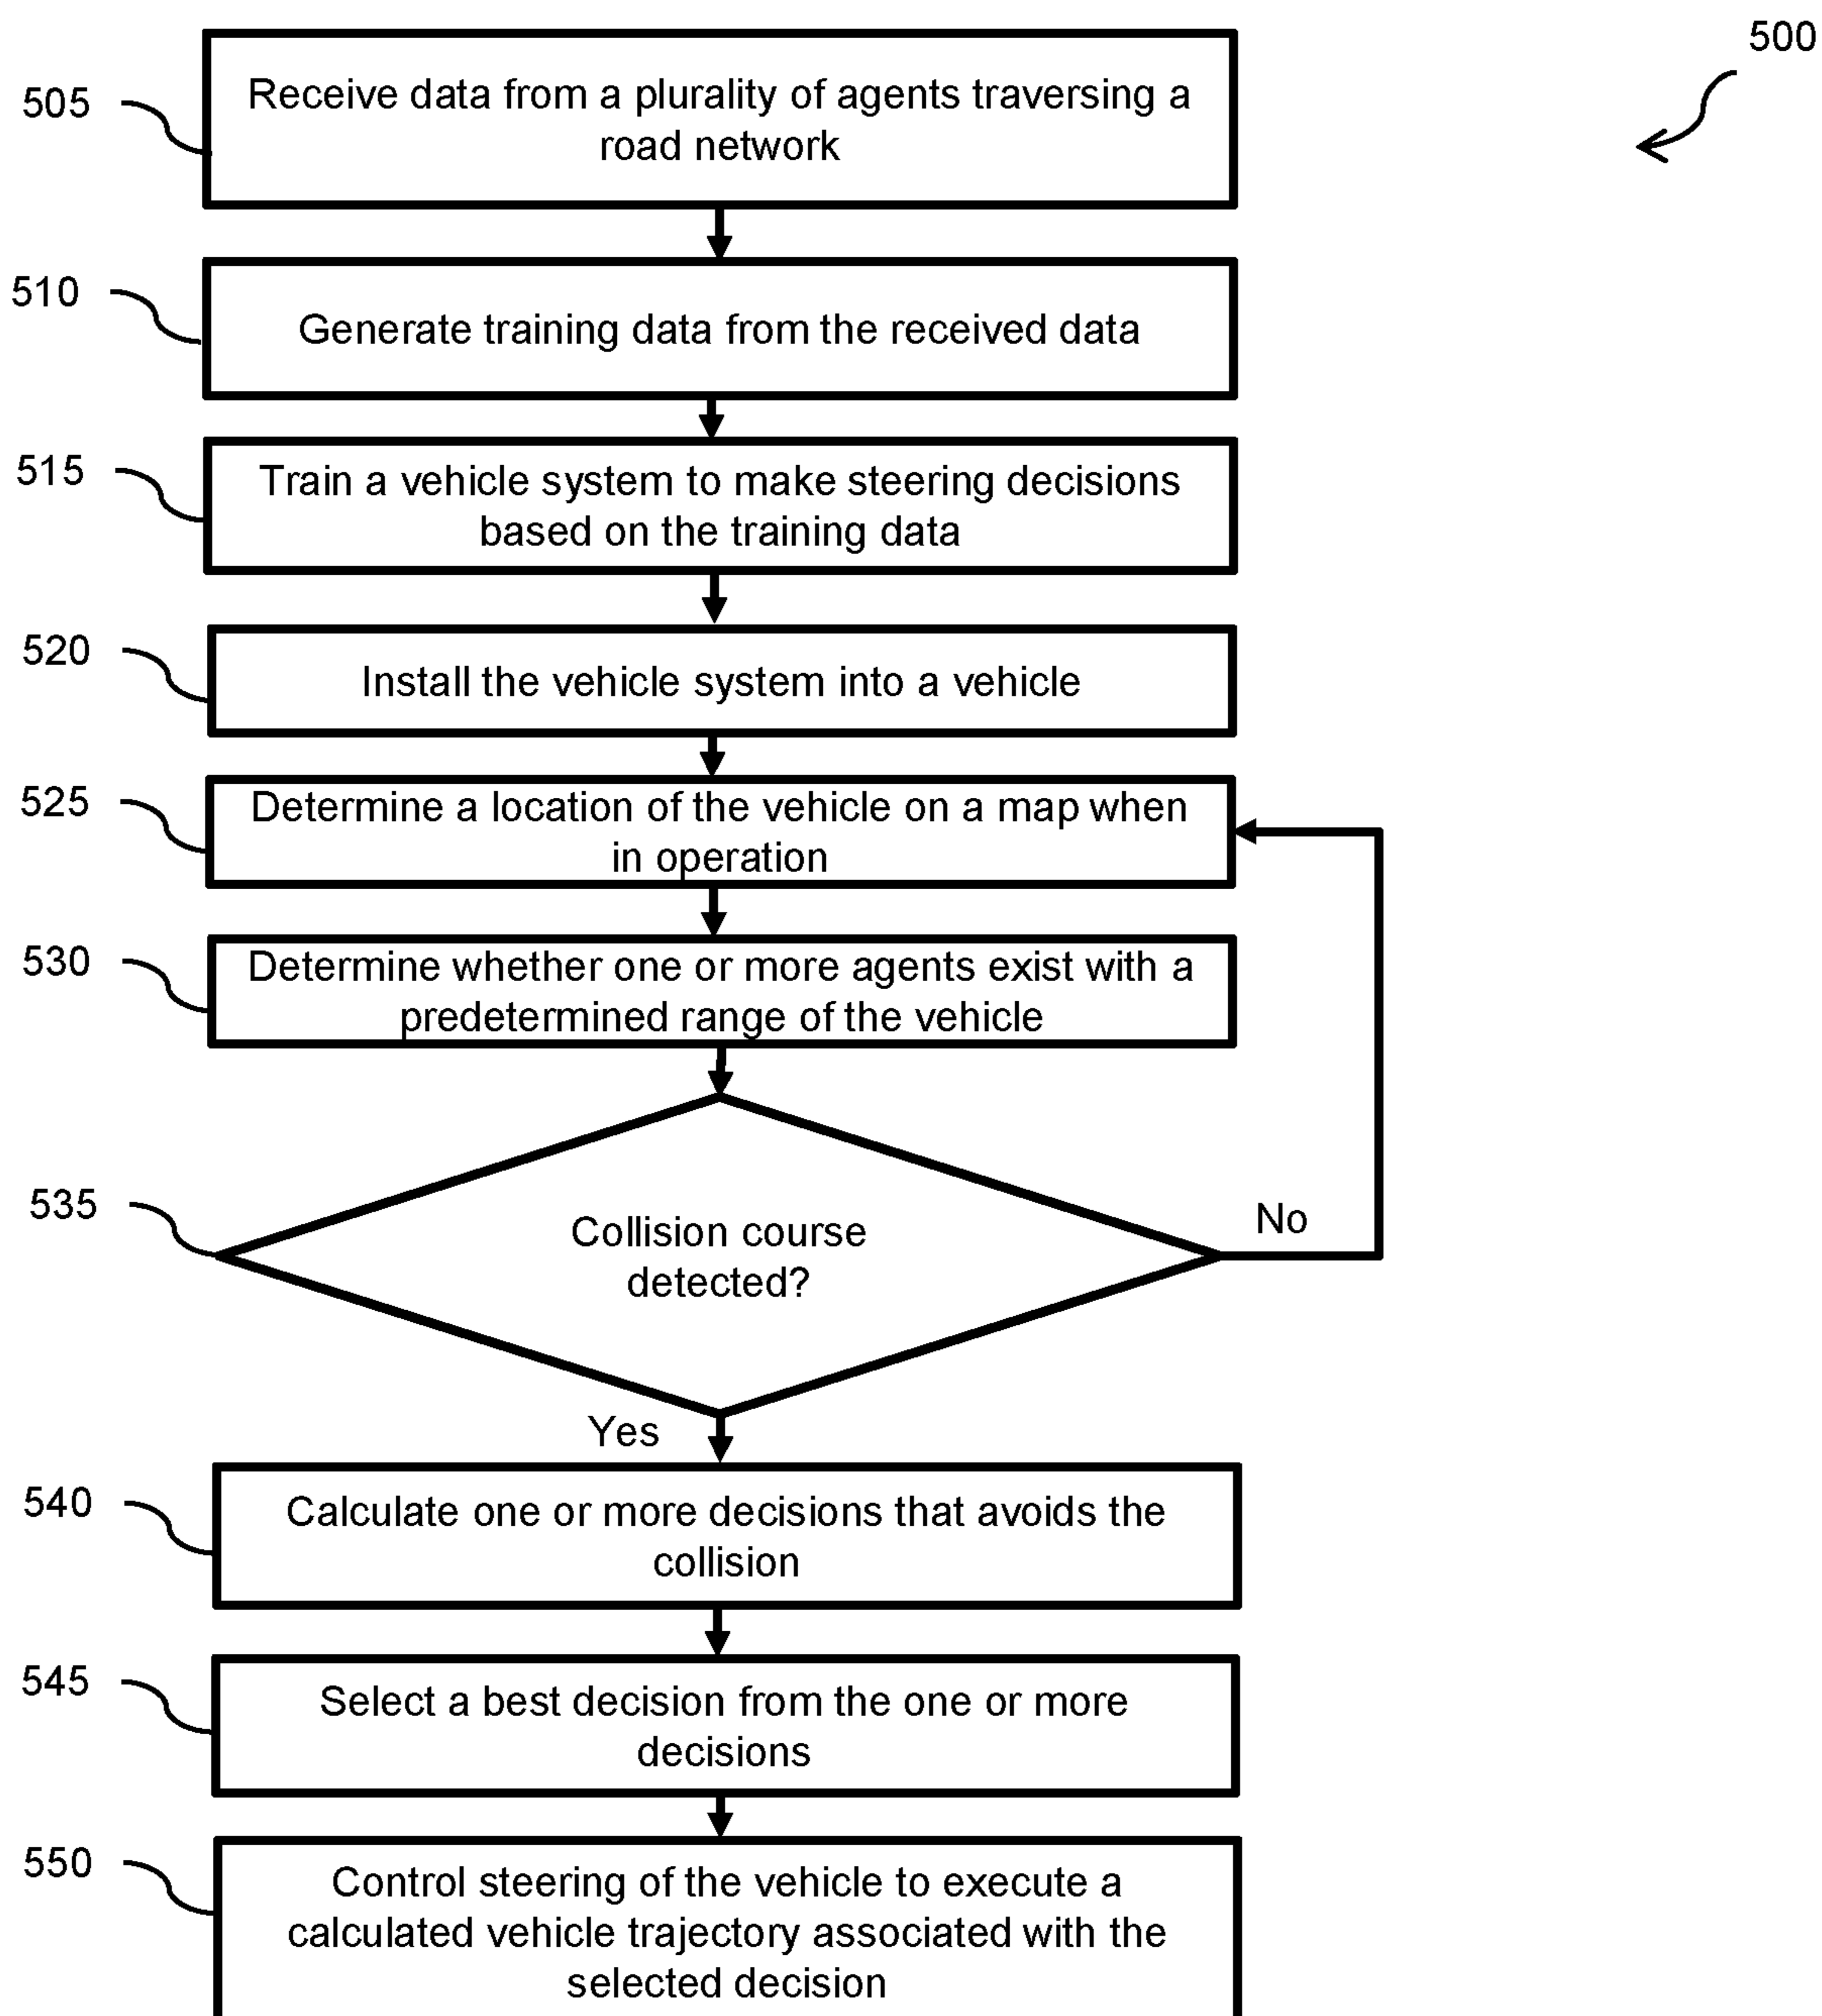 500
505
Receive data from a plurality of agents traversing a
road network
510
Generate training data from the received data
515
Train a vehicle system to make steering decisions
based on the training data
520
Install the vehicle system into a vehicle
525
Determine a location of the vehicle on a map when
in operation
530
Determine whether one or more agents exist with a
predetermined range of the vehicle
535
Collision course
detected?
No
Yes
540
Calculate one or more decisions that avoids the
collision
545
Select a best decision from the one or more
decisions
550
Control steering of the vehicle to execute a
calculated vehicle trajectory associated with the
selected decision